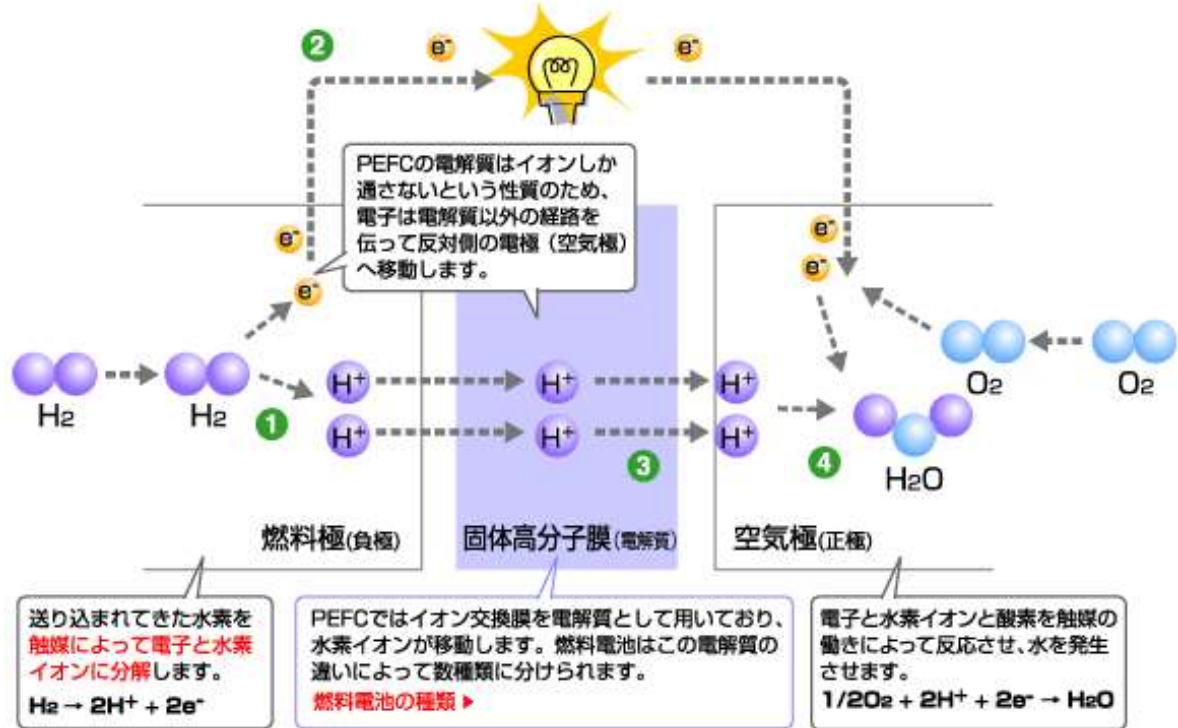 2
e⁻
e⁻
PEFCの電解質はイオンしか
通さないという性質のため、
電子は電解質以外の経路を
伝って反対側の電極（空気極）
へ移動します。
e⁻
e⁻
e⁻
e⁻
H₂
H₂
1
H⁺
H⁺
H⁺
H⁺
H⁺
H⁺
3
4
O₂
O₂
H₂O
燃料極(負極)
固体高分子膜(電解質)
空気極(正極)
送り込まれてきた水素を
触媒によって電子と水素
イオンに分解します。
H₂ → 2H⁺ + 2e⁻
PEFCではイオン交換膜を電解質として用いており、
水素イオンが移動します。燃料電池はこの電解質の
違いによって数種類に分けられます。
燃料電池の種類 ▶
電子と水素イオンと酸素を触媒の
働きによって反応させ、水を発生
させます。
1/2O₂ + 2H⁺ + 2e⁻ → H₂O